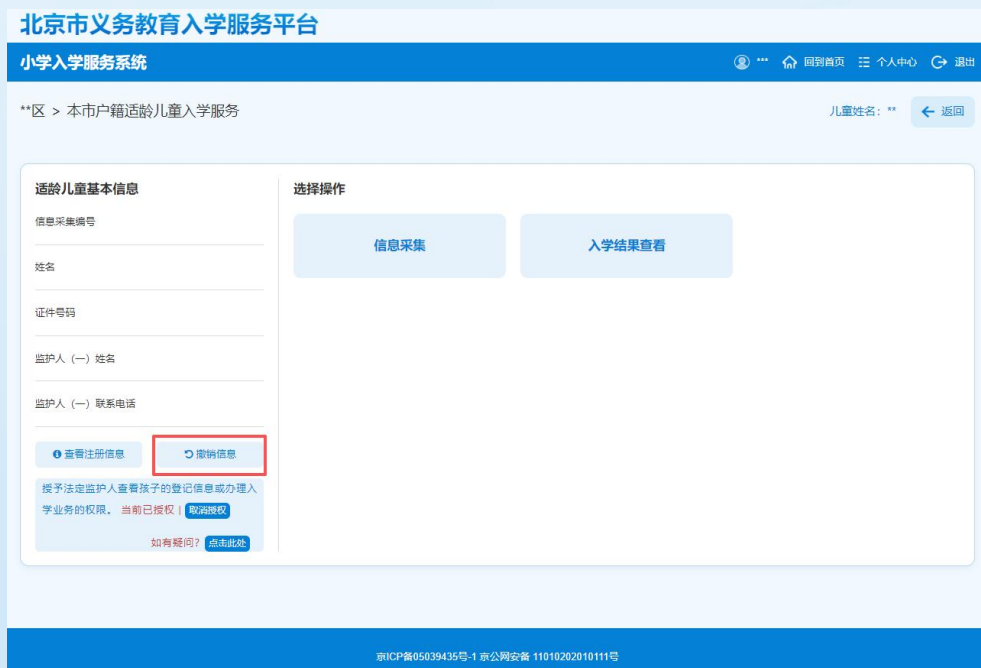 北京市义务教育入学服务平台
小学入学服务系统
*** 回到首页 个人中心 退出
**区 > 本市户籍适龄儿童入学服务
儿童姓名：** 返回
适龄儿童基本信息
信息采集编号
姓名
证件号码
监护人（一）姓名
监护人（一）联系电话
查看注册信息 撤销信息
授予法定监护人查看孩子的登记信息或办理入
学业务的权限。 当前已授权 | 取消授权
如有疑问？ 点击此处
选择操作
信息采集 入学结果查看
京ICP备05039435号-1 京公网安备 11010202010111号